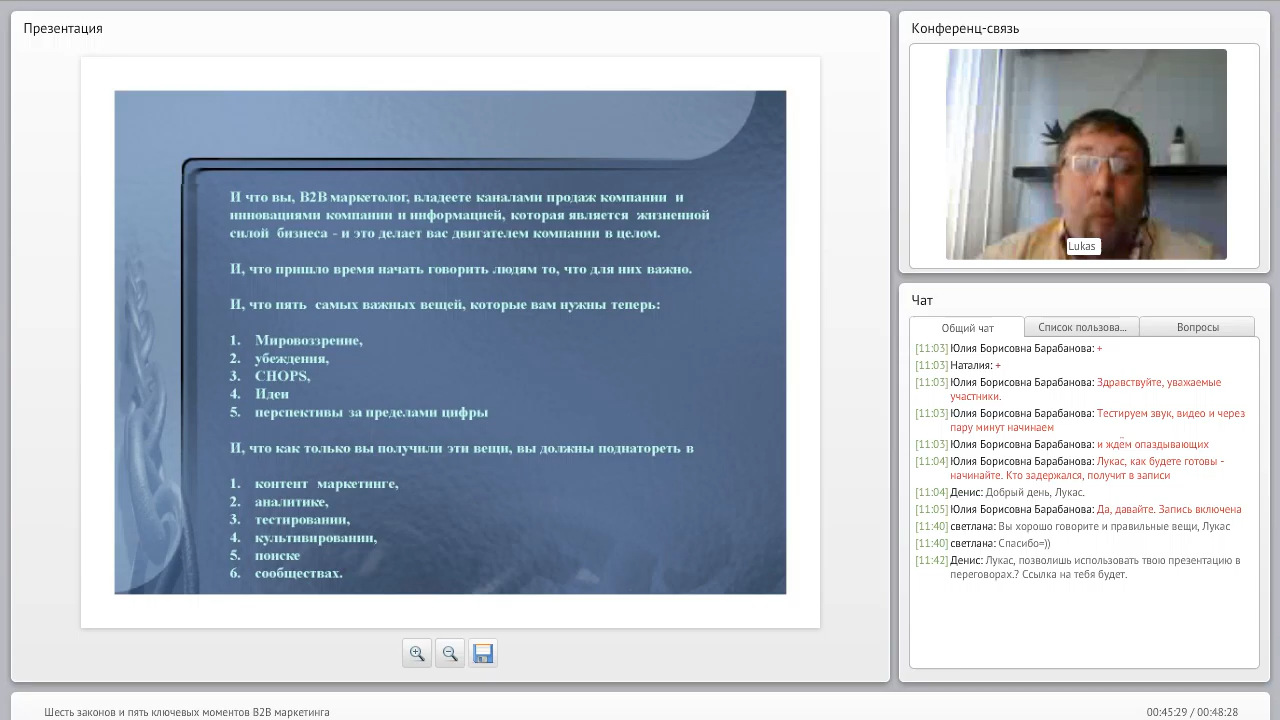 Презентация
И что вы, B2B маркетолог, владеете каналами продаж компании и
инновациями компании и информацией, которая является жизненной
силой бизнеса - и это делает вас двигателем компании в целом.
И, что пришло время начать говорить людям то, что для них важно.
И, что пять самых важных вещей, которые вам нужны теперь:
1. Мировоззрение,
2. убеждения,
3. CHOPS,
4. Идеи
5. перспективы за пределами цифры
И, что как только вы получили эти вещи, вы должны поднатореть в
1. контент маркетинге,
2. аналитике,
3. тестировании,
4. культивировании,
5. поиске
6. сообществах.
Конференц-связь
Lukas
Чат
Общий чат
Список пользова...
Вопросы
[11:03] Юлия Борисовна Барабанова: +
[11:03] Наталия: +
[11:03] Юлия Борисовна Барабанова: Здравствуйте, уважаемые
участники.
[11:03] Юлия Борисовна Барабанова: Тестируем звук, видео и через
пару минут начинаем
[11:03] Юлия Борисовна Барабанова: и ждём опаздывающих
[11:04] Юлия Борисовна Барабанова: Лукас, как будете готовы -
начинайте. Кто задержался, получит в записи
[11:04] Денис: Добрый день, Лукас.
[11:05] Юлия Борисовна Барабанова: Да, давайте. Запись включена
[11:40] светлана: Вы хорошо говорите и правильные вещи, Лукас
[11:40] светлана: Спасибо=))
[11:42] Денис: Лукас, позволишь использовать твою презентацию в
переговорах.? Ссылка на тебя будет.
Шесть законов и пять ключевых моментов B2B маркетинга
00:45:29 / 00:48:28